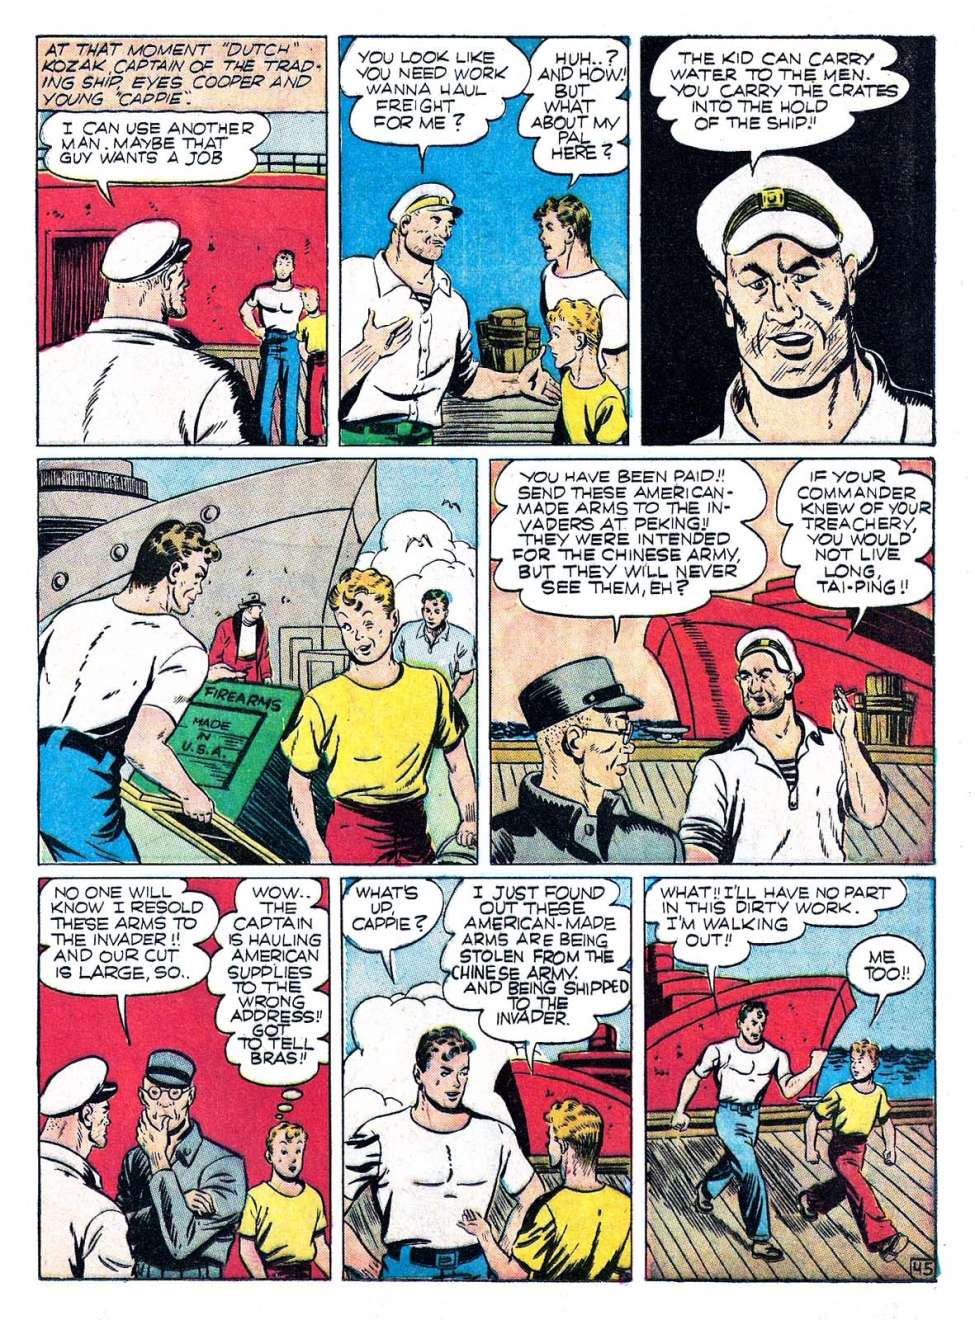 AT THAT MOMENT "DUTCH"
KOZAK, CAPTAIN OF THE TRAD-
ING SHIP, EYES COOPER AND
YOUNG "CAPPIE".
I CAN USE ANOTHER
MAN. MAYBE THAT
GUY WANTS A JOB
YOU LOOK LIKE
YOU NEED WORK
WANNA HAUL
FREIGHT
FOR ME?
HUH..?
AND HOW!
BUT
WHAT
ABOUT MY
PAL
HERE?
THE KID CAN CARRY
WATER TO THE MEN.
YOU CARRY THE CRATES
INTO THE HOLD
OF THE SHIP!!
FIREARMS
MADE
IN
U.S.A.
YOU HAVE BEEN PAID!!
SEND THESE AMERICAN-
MADE ARMS TO THE IN-
VADERS AT PEKING!!
THEY WERE INTENDED
FOR THE CHINESE ARMY,
BUT THEY WILL NEVER
SEE THEM, EH?
IF YOUR
COMMANDER
KNEW OF YOUR
TREACHERY,
YOU WOULD
NOT LIVE
LONG,
TAI-PING!!
NO ONE WILL
KNOW I RESOLD
THESE ARMS TO
THE INVADER!!
AND OUR CUT
IS LARGE, SO..
WOW..
THE
CAPTAIN
IS HAULING
AMERICAN
SUPPLIES
TO THE
WRONG
ADDRESS!!
GOT
TO TELL
BRAS!!
WHAT'S
UP,
CAPPIE?
I JUST FOUND
OUT THESE
AMERICAN-MADE
ARMS ARE BEING
STOLEN FROM THE
CHINESE ARMY.
AND BEING SHIPPED
TO THE
INVADER.
WHAT!! I'LL HAVE NO PART
IN THIS DIRTY WORK.
I'M WALKING
OUT!!
ME
TOO!!
45